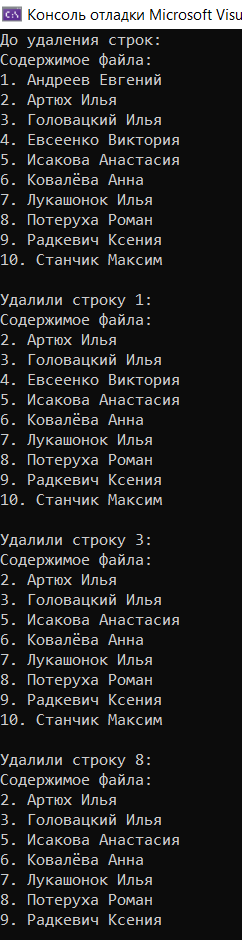 Консоль отладки Microsoft Visu
До удаления строк:
Содержимое файла:
1. Андреев Евгений
2. Артюх Илья
3. Головацкий Илья
4. Евсеенко Виктория
5. Исакова Анастасия
6. Ковалёва Анна
7. Лукашонок Илья
8. Потеруха Роман
9. Радкевич Ксения
10. Станчик Максим
Удалили строку 1:
Содержимое файла:
2. Артюх Илья
3. Головацкий Илья
4. Евсеенко Виктория
5. Исакова Анастасия
6. Ковалёва Анна
7. Лукашонок Илья
8. Потеруха Роман
9. Радкевич Ксения
10. Станчик Максим
Удалили строку 3:
Содержимое файла:
2. Артюх Илья
3. Головацкий Илья
5. Исакова Анастасия
6. Ковалёва Анна
7. Лукашонок Илья
8. Потеруха Роман
9. Радкевич Ксения
10. Станчик Максим
Удалили строку 8:
Содержимое файла:
2. Артюх Илья
3. Головацкий Илья
5. Исакова Анастасия
6. Ковалёва Анна
7. Лукашонок Илья
8. Потеруха Роман
9. Радкевич Ксения